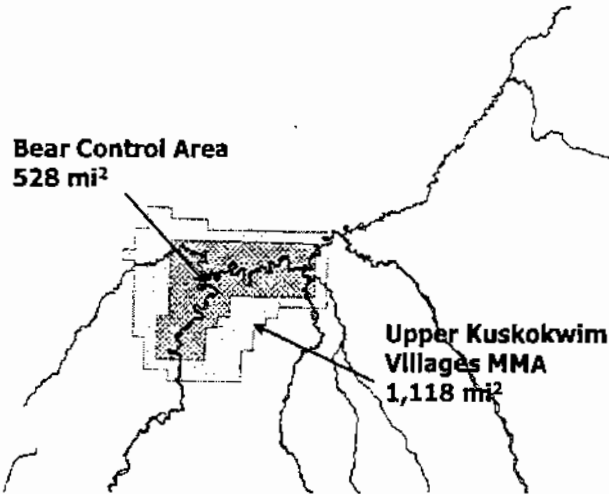 Bear Control Area
528 mi²
Upper Kuskokwim
Villages MMA
1,118 mi²